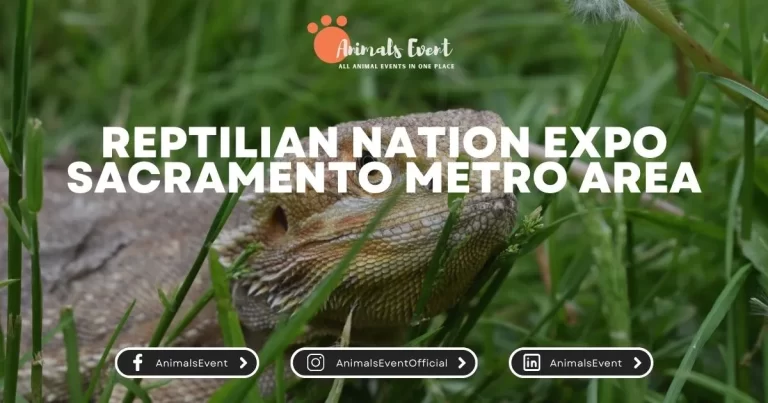 Animals Event
ALL ANIMAL EVENTS IN ONE PLACE
REPTILIAN NATION EXPO
SACRAMENTO METRO AREA
AnimalsEvent
AnimalsEventOfficial
AnimalsEvent